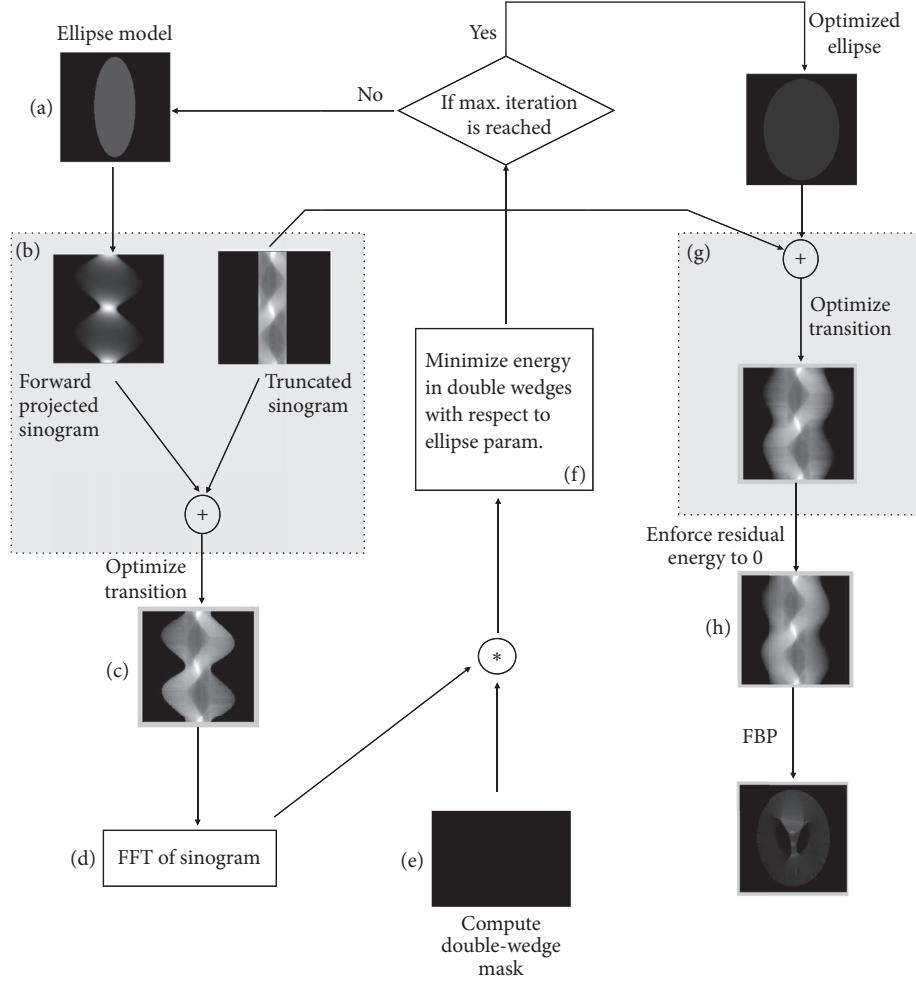 Ellipse model
(a)
No
Yes
If max. iteration
is reached
Optimized
ellipse
(b)
Forward
projected
sinogram
Truncated
sinogram
+
Optimize
transition
(c)
(d)
FFT of sinogram
*
(e)
Compute
double-wedge
mask
Minimize energy
in double wedges
with respect to
ellipse param.
(f)
(g)
+
Optimize
transition
Enforce residual
energy to 0
(h)
FBP